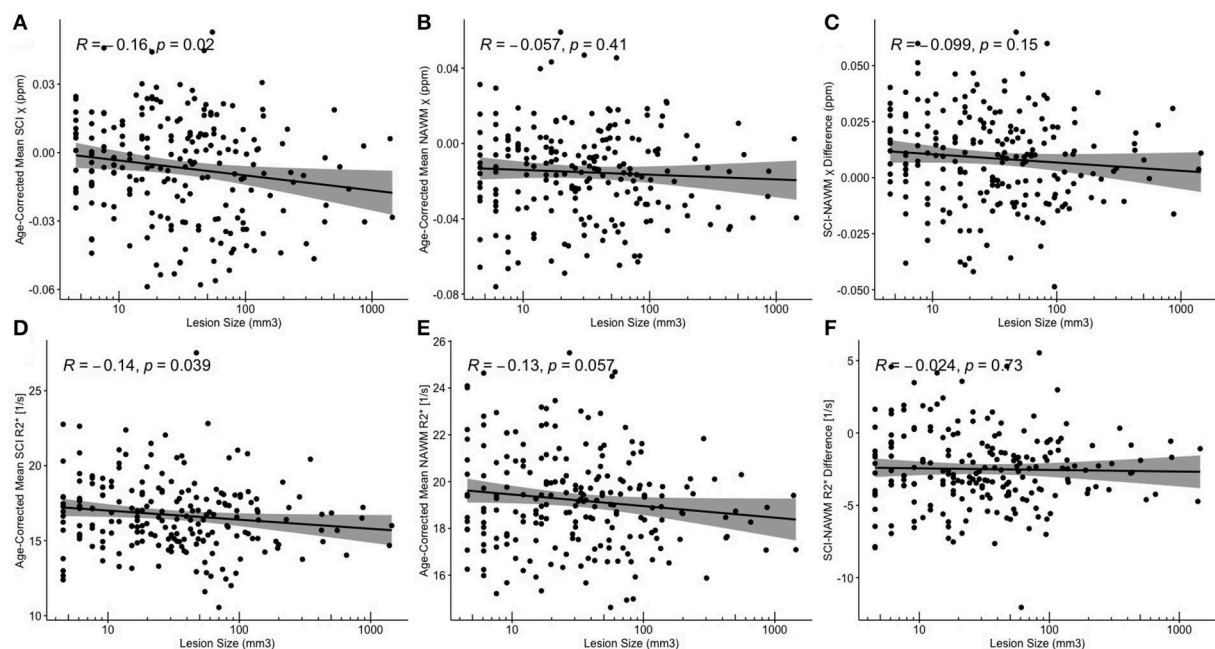 A
R = −0.16, p = 0.02
Age-Corrected Mean SCI χ (ppm)
0.03
0.00
-0.03
-0.06
10
100
1000
Lesion Size (mm3)
B
R = −0.057, p = 0.41
Age-Corrected Mean NAWM χ (ppm)
0.04
0.00
-0.04
-0.08
10
100
1000
Lesion Size (mm3)
C
R = −0.099, p = 0.15
SCI-NAWM χ Difference (ppm)
0.050
0.025
0.000
-0.025
-0.050
10
100
1000
Lesion Size (mm3)
D
R = −0.14, p = 0.039
Age-Corrected Mean SCI R2* [1/s]
25
20
15
10
10
100
1000
Lesion Size (mm3)
E
R = −0.13, p = 0.057
Age-Corrected Mean NAWM R2* [1/s]
26
24
22
20
18
16
10
100
1000
Lesion Size (mm3)
F
R = −0.024, p = 0.73
SCI-NAWM R2* Difference [1/s]
5
0
-5
-10
10
100
1000
Lesion Size (mm3)